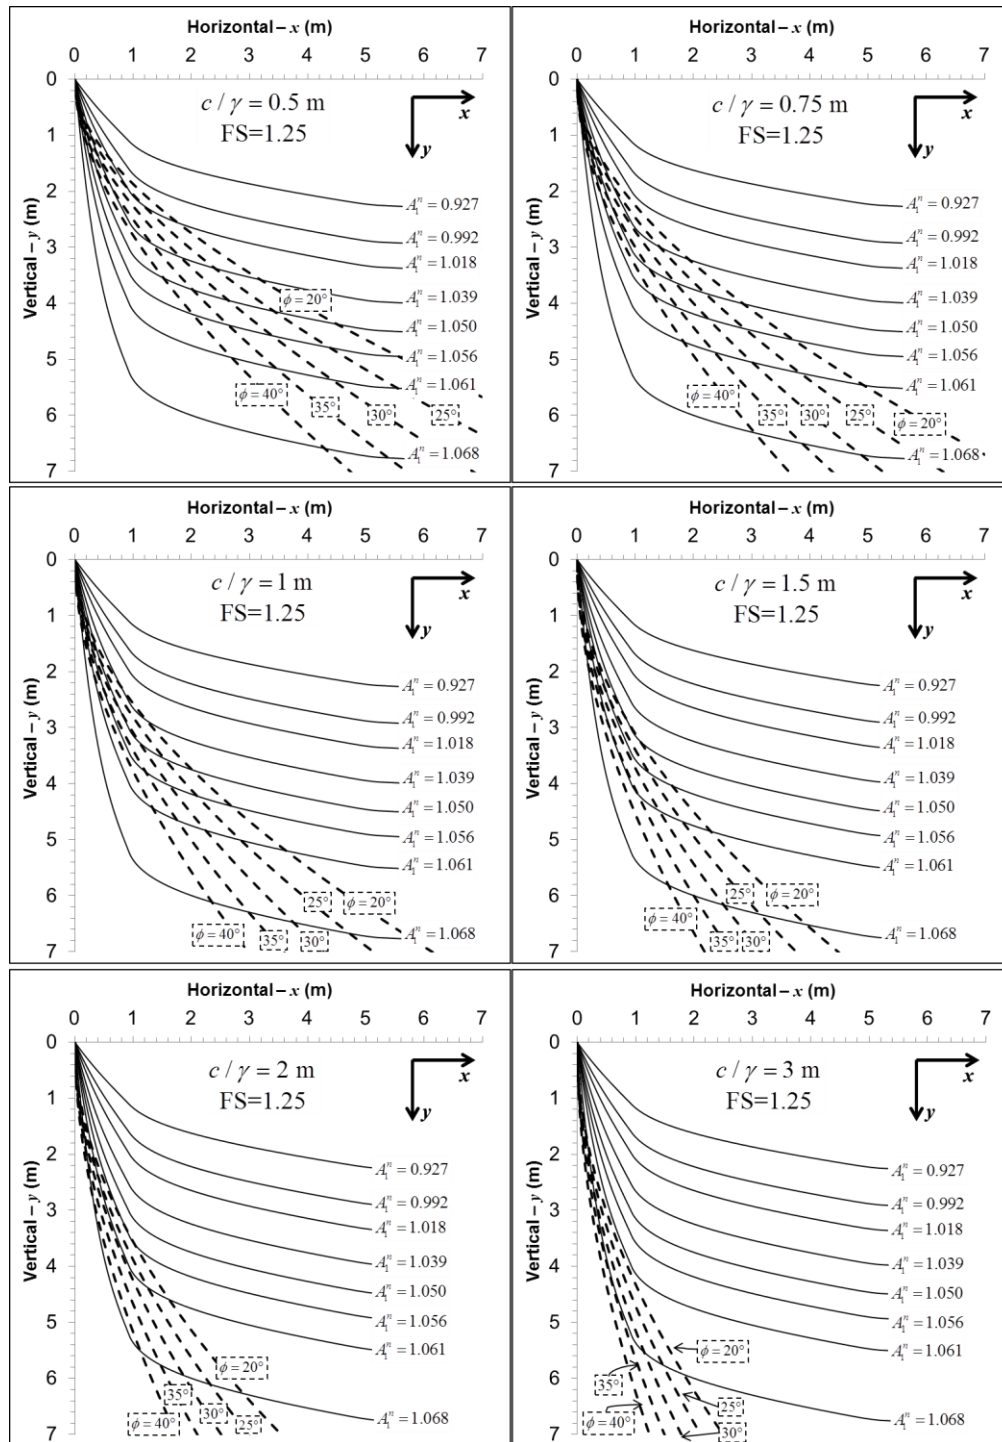 Horizontal – x (m)
0 1 2 3 4 5 6 7
Vertical – y (m)
0
1
2
3
4
5
6
7
c / γ = 0.5 m
FS=1.25
x
y
A₁ⁿ = 0.927
A₁ⁿ = 0.992
A₁ⁿ = 1.018
A₁ⁿ = 1.039
A₁ⁿ = 1.050
A₁ⁿ = 1.056
A₁ⁿ = 1.061
A₁ⁿ = 1.068
ϕ = 20°
ϕ = 40°
35°
30°
25°
Horizontal – x (m)
0 1 2 3 4 5 6 7
Vertical – y (m)
0
1
2
3
4
5
6
7
c / γ = 0.75 m
FS=1.25
x
y
A₁ⁿ = 0.927
A₁ⁿ = 0.992
A₁ⁿ = 1.018
A₁ⁿ = 1.039
A₁ⁿ = 1.050
A₁ⁿ = 1.056
A₁ⁿ = 1.061
A₁ⁿ = 1.068
ϕ = 40°
35°
30°
25°
ϕ = 20°
Horizontal – x (m)
0 1 2 3 4 5 6 7
Vertical – y (m)
0
1
2
3
4
5
6
7
c / γ = 1 m
FS=1.25
x
y
A₁ⁿ = 0.927
A₁ⁿ = 0.992
A₁ⁿ = 1.018
A₁ⁿ = 1.039
A₁ⁿ = 1.050
A₁ⁿ = 1.056
A₁ⁿ = 1.061
A₁ⁿ = 1.068
25°
ϕ = 20°
ϕ = 40°
35°
30°
Horizontal – x (m)
0 1 2 3 4 5 6 7
Vertical – y (m)
0
1
2
3
4
5
6
7
c / γ = 1.5 m
FS=1.25
x
y
A₁ⁿ = 0.927
A₁ⁿ = 0.992
A₁ⁿ = 1.018
A₁ⁿ = 1.039
A₁ⁿ = 1.050
A₁ⁿ = 1.056
A₁ⁿ = 1.061
A₁ⁿ = 1.068
25°
ϕ = 20°
ϕ = 40°
35°
30°
Horizontal – x (m)
0 1 2 3 4 5 6 7
Vertical – y (m)
0
1
2
3
4
5
6
7
c / γ = 2 m
FS=1.25
x
y
A₁ⁿ = 0.927
A₁ⁿ = 0.992
A₁ⁿ = 1.018
A₁ⁿ = 1.039
A₁ⁿ = 1.050
A₁ⁿ = 1.056
A₁ⁿ = 1.061
A₁ⁿ = 1.068
ϕ = 20°
35°
30°
ϕ = 40°
25°
Horizontal – x (m)
0 1 2 3 4 5 6 7
Vertical – y (m)
0
1
2
3
4
5
6
7
c / γ = 3 m
FS=1.25
x
y
A₁ⁿ = 0.927
A₁ⁿ = 0.992
A₁ⁿ = 1.018
A₁ⁿ = 1.039
A₁ⁿ = 1.050
A₁ⁿ = 1.056
A₁ⁿ = 1.061
A₁ⁿ = 1.068
ϕ = 20°
35°
25°
ϕ = 40°
30°